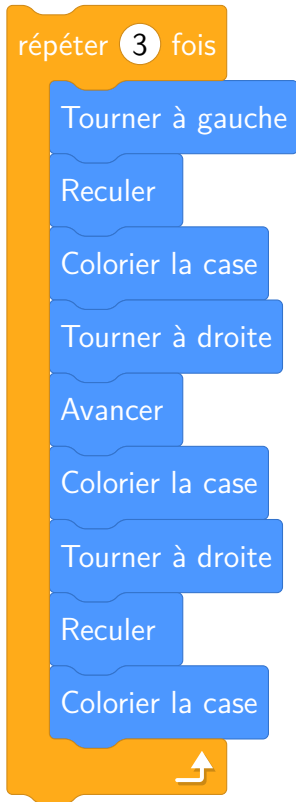 répéter 3 fois
Tourner à gauche
Reculer
Colorier la case
Tourner à droite
Avancer
Colorier la case
Tourner à droite
Reculer
Colorier la case